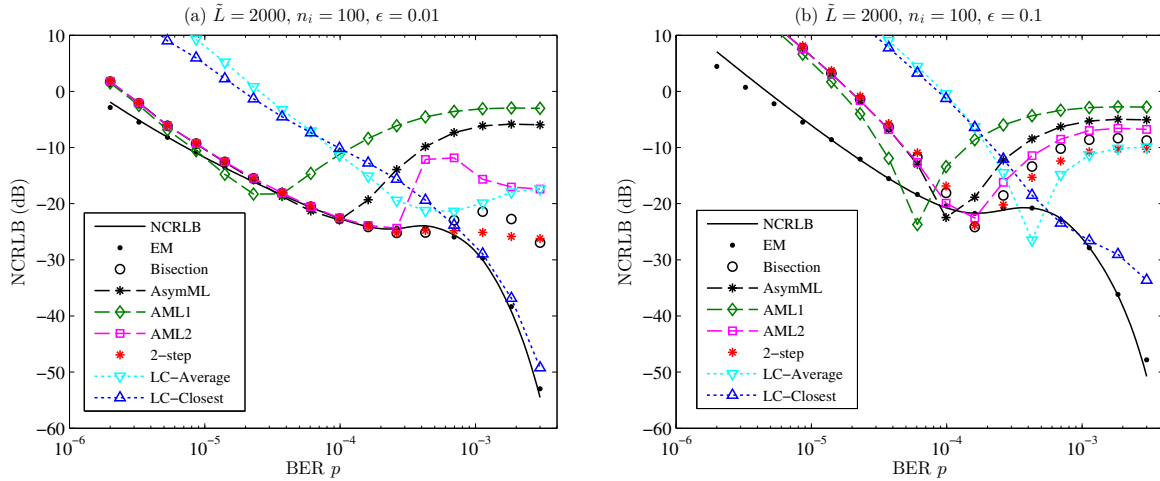 (a) L̃ = 2000, n_i = 100, ϵ = 0.01
NCRLB (dB)
10
0
−10
−20
−30
−40
−50
−60
NCRLB
EM
Bisection
AsymML
AML1
AML2
2−step
LC−Average
LC−Closest
10^−6
10^−5
10^−4
10^−3
BER p
(b) L̃ = 2000, n_i = 100, ϵ = 0.1
NCRLB (dB)
10
0
−10
−20
−30
−40
−50
−60
NCRLB
EM
Bisection
AsymML
AML1
AML2
2−step
LC−Average
LC−Closest
10^−6
10^−5
10^−4
10^−3
BER p